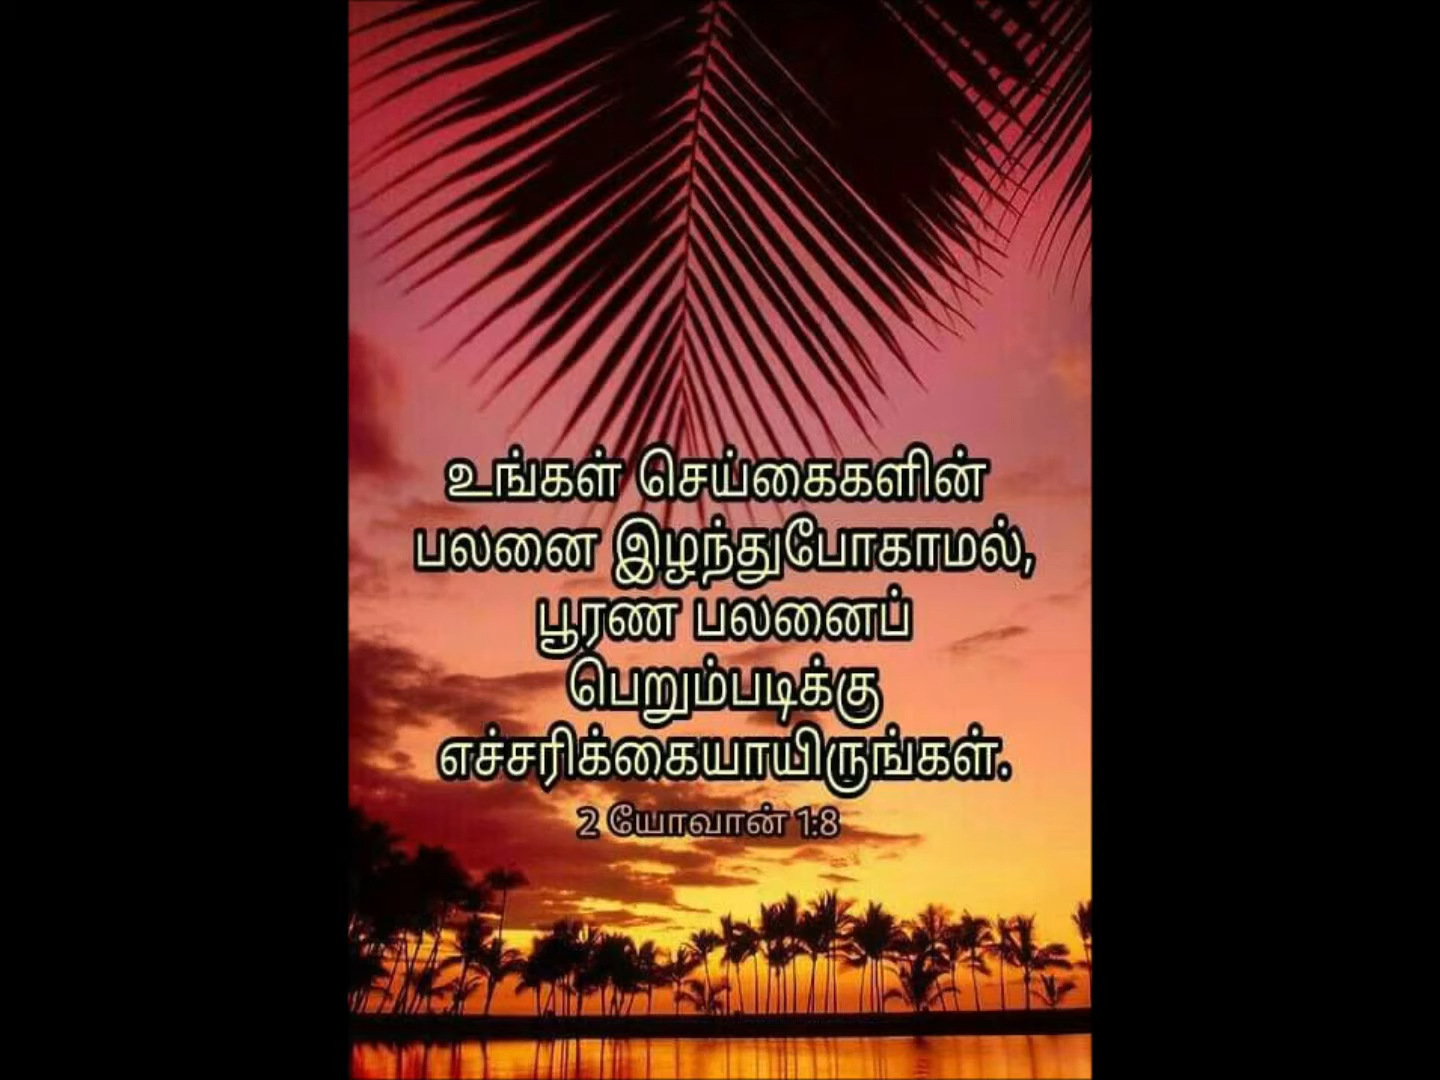 உங்கள் செய்கைகளின்
பலனை இழந்துபோகாமல்,
பூரண பலனைப்
பெறும்படிக்கு
எச்சரிக்கையாயிருங்கள்.
2 யோவான் 1:8